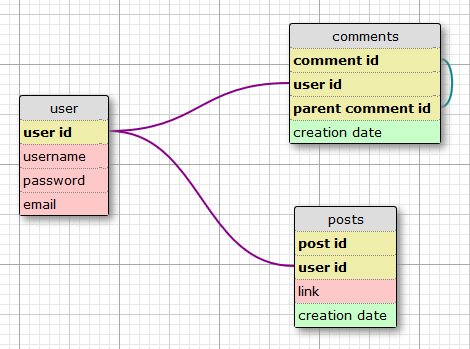 comments
comment id
user id
parent comment id
creation date
user
user id
username
password
email
posts
post id
user id
link
creation date